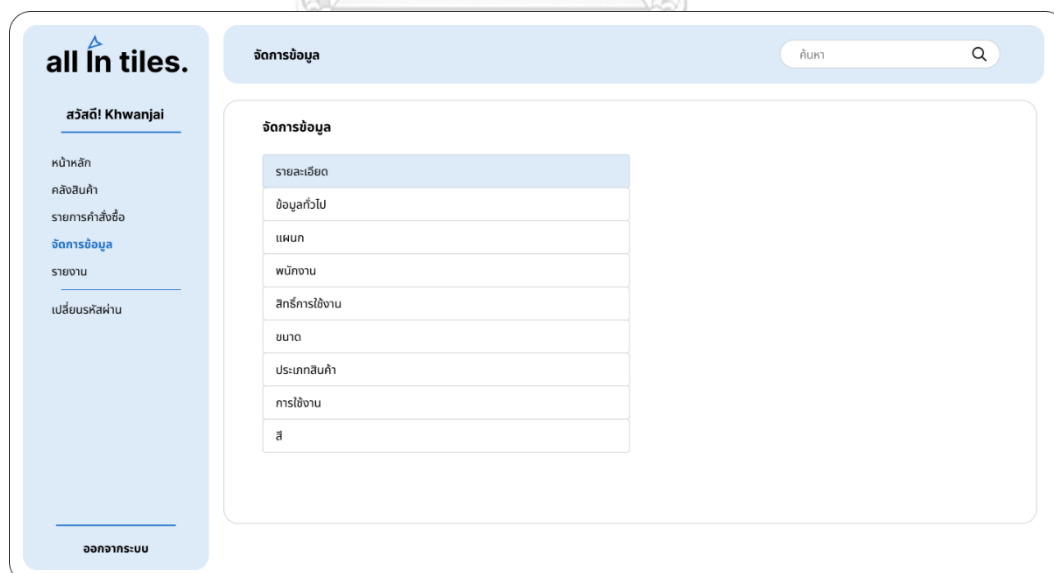 all in tiles.
สวัสดี! Khwanjai
หน้าหลัก
คลังสินค้า
รายการคำสั่งซื้อ
จัดการข้อมูล
รายงาน
เปลี่ยนรหัสผ่าน
ออกจากระบบ
จัดการข้อมูล
ค้นหา
จัดการข้อมูล
รายละเอียด
ข้อมูลทั่วไป
แผนก
พนักงาน
สิทธิ์การใช้งาน
ขนาด
ประเภทสินค้า
การใช้งาน
สี